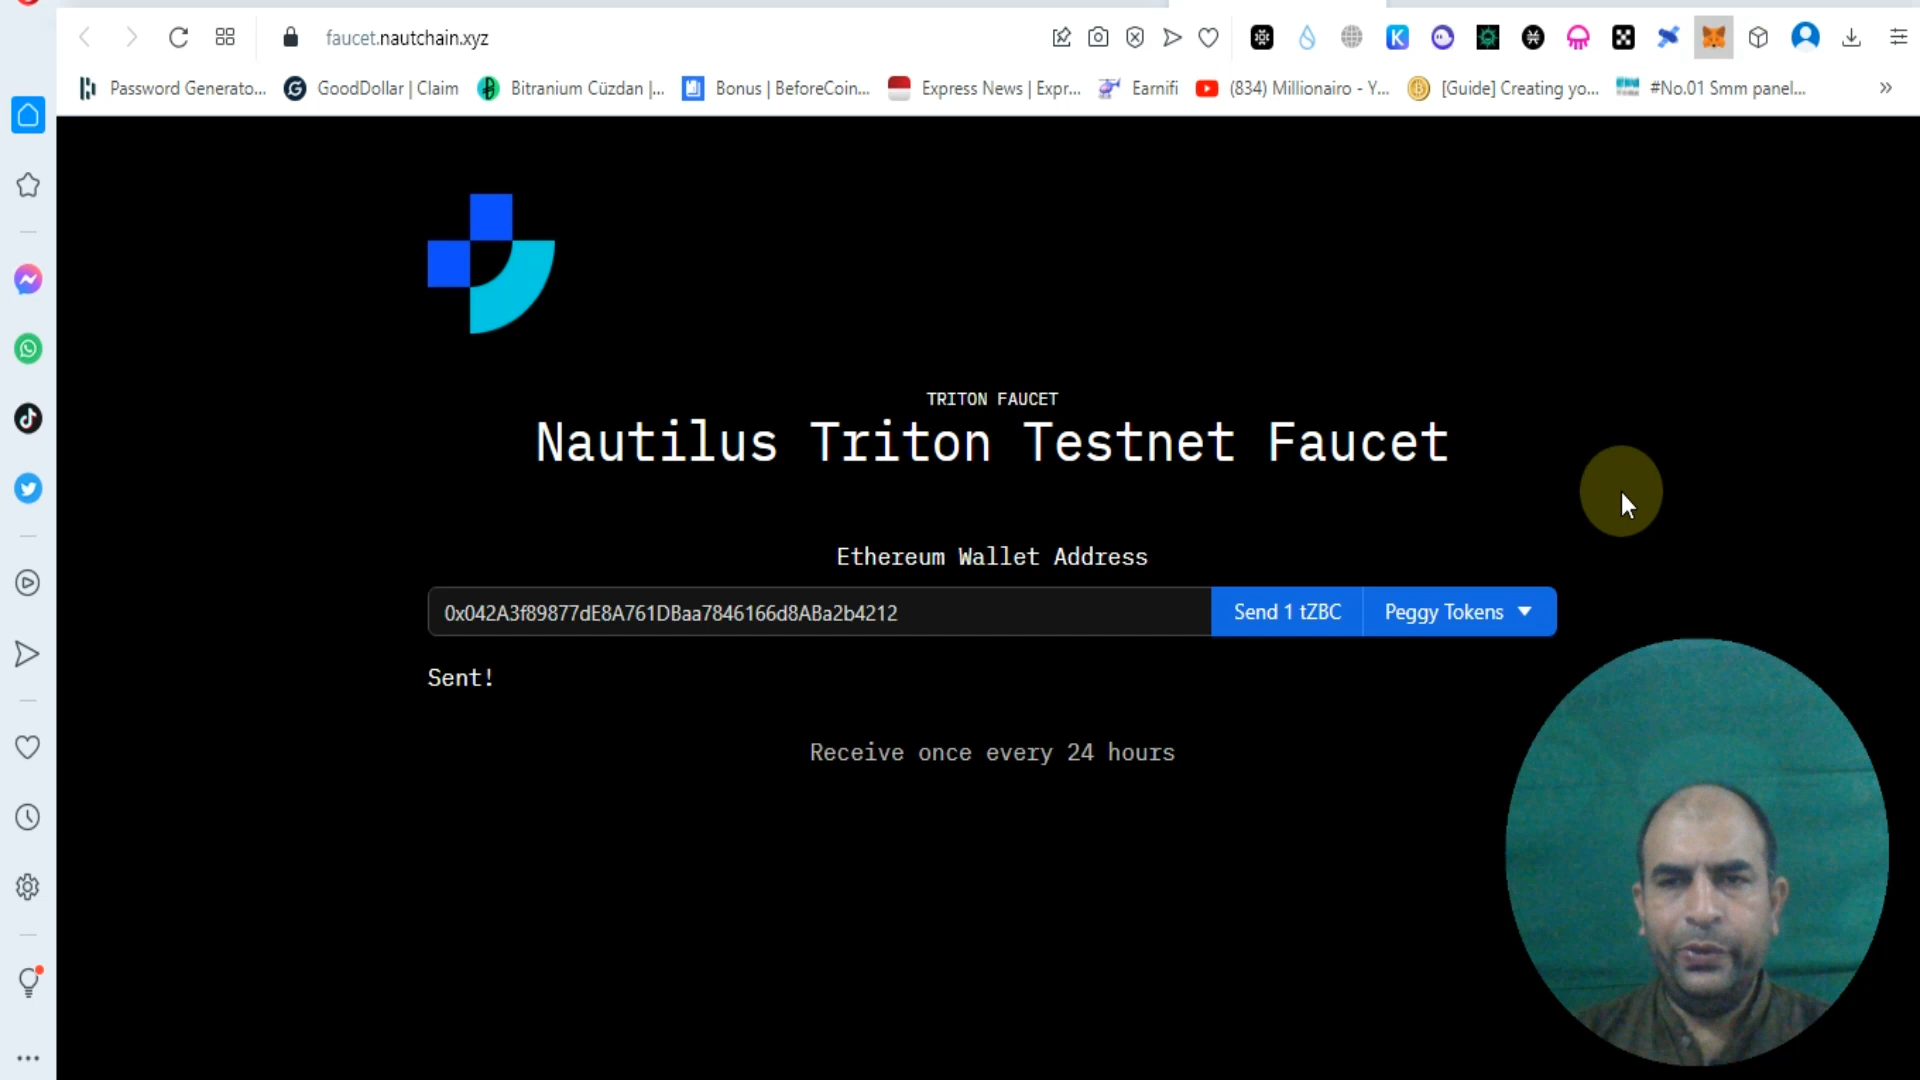 faucet.nautchain.xyz
Password Generato...
GoodDollar | Claim
Bitranium Cüzdan |...
Bonus | BeforeCoin...
Express News | Expr...
Earnifi
(834) Millionairo - Y...
[Guide] Creating yo...
#No.01 Smm panel...
TRITON FAUCET
Nautilus Triton Testnet Faucet
Ethereum Wallet Address
0x042A3f89877dE8A761DBaa7846166d8ABa2b4212
Send 1 tZBC
Peggy Tokens
Sent!
Receive once every 24 hours